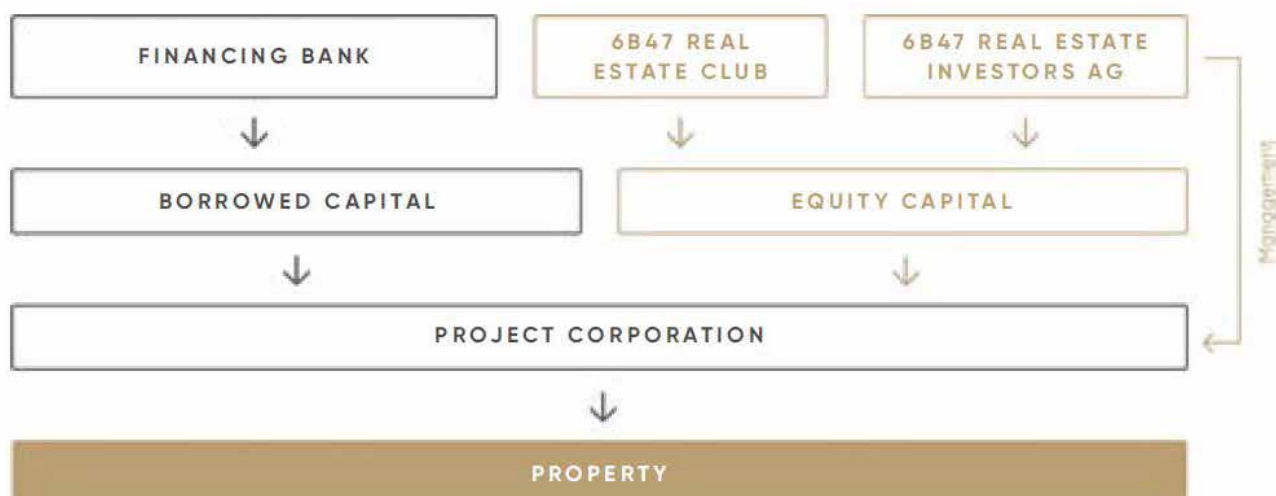 FINANCING BANK
6B47 REAL
ESTATE CLUB
6B47 REAL ESTATE
INVESTORS AG
BORROWED CAPITAL
EQUITY CAPITAL
Management
PROJECT CORPORATION
PROPERTY